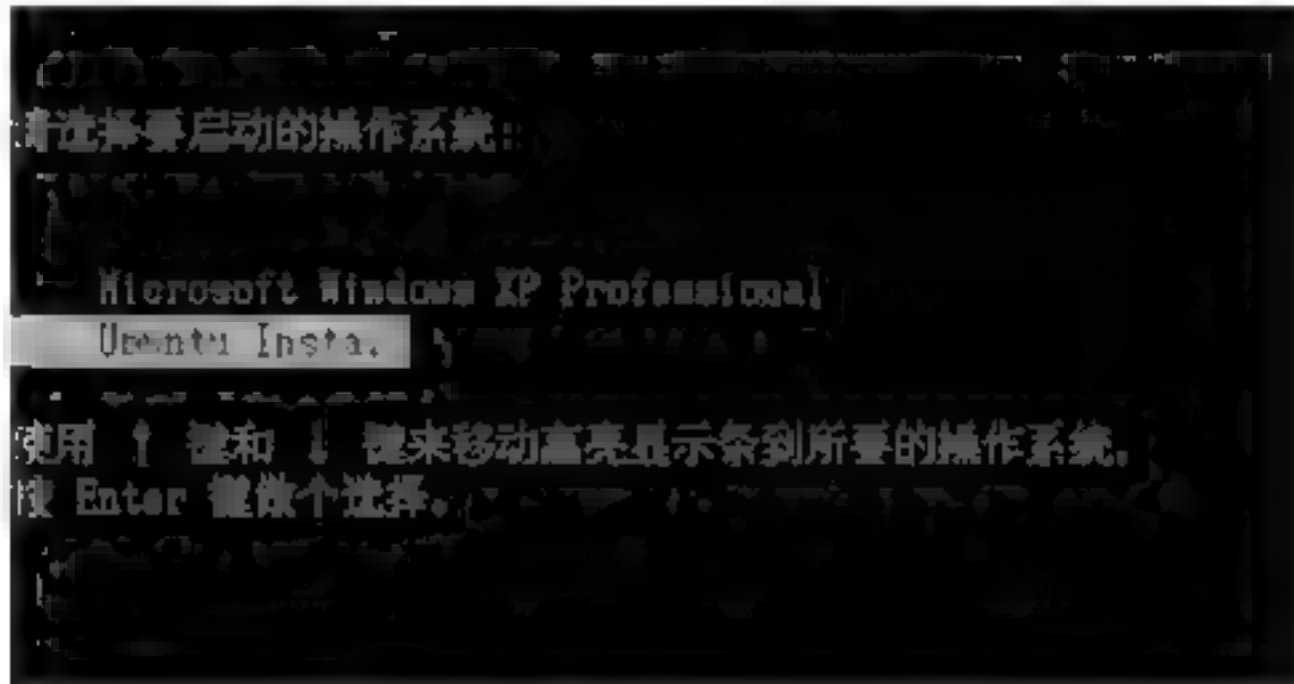 请选择要启动的操作系统:
Microsoft Windows XP Professional
Ubuntu Insta.
使用 ↑ 键和 ↓ 键来移动高亮显示条到所要的操作系统,
按 Enter 键做个选择。